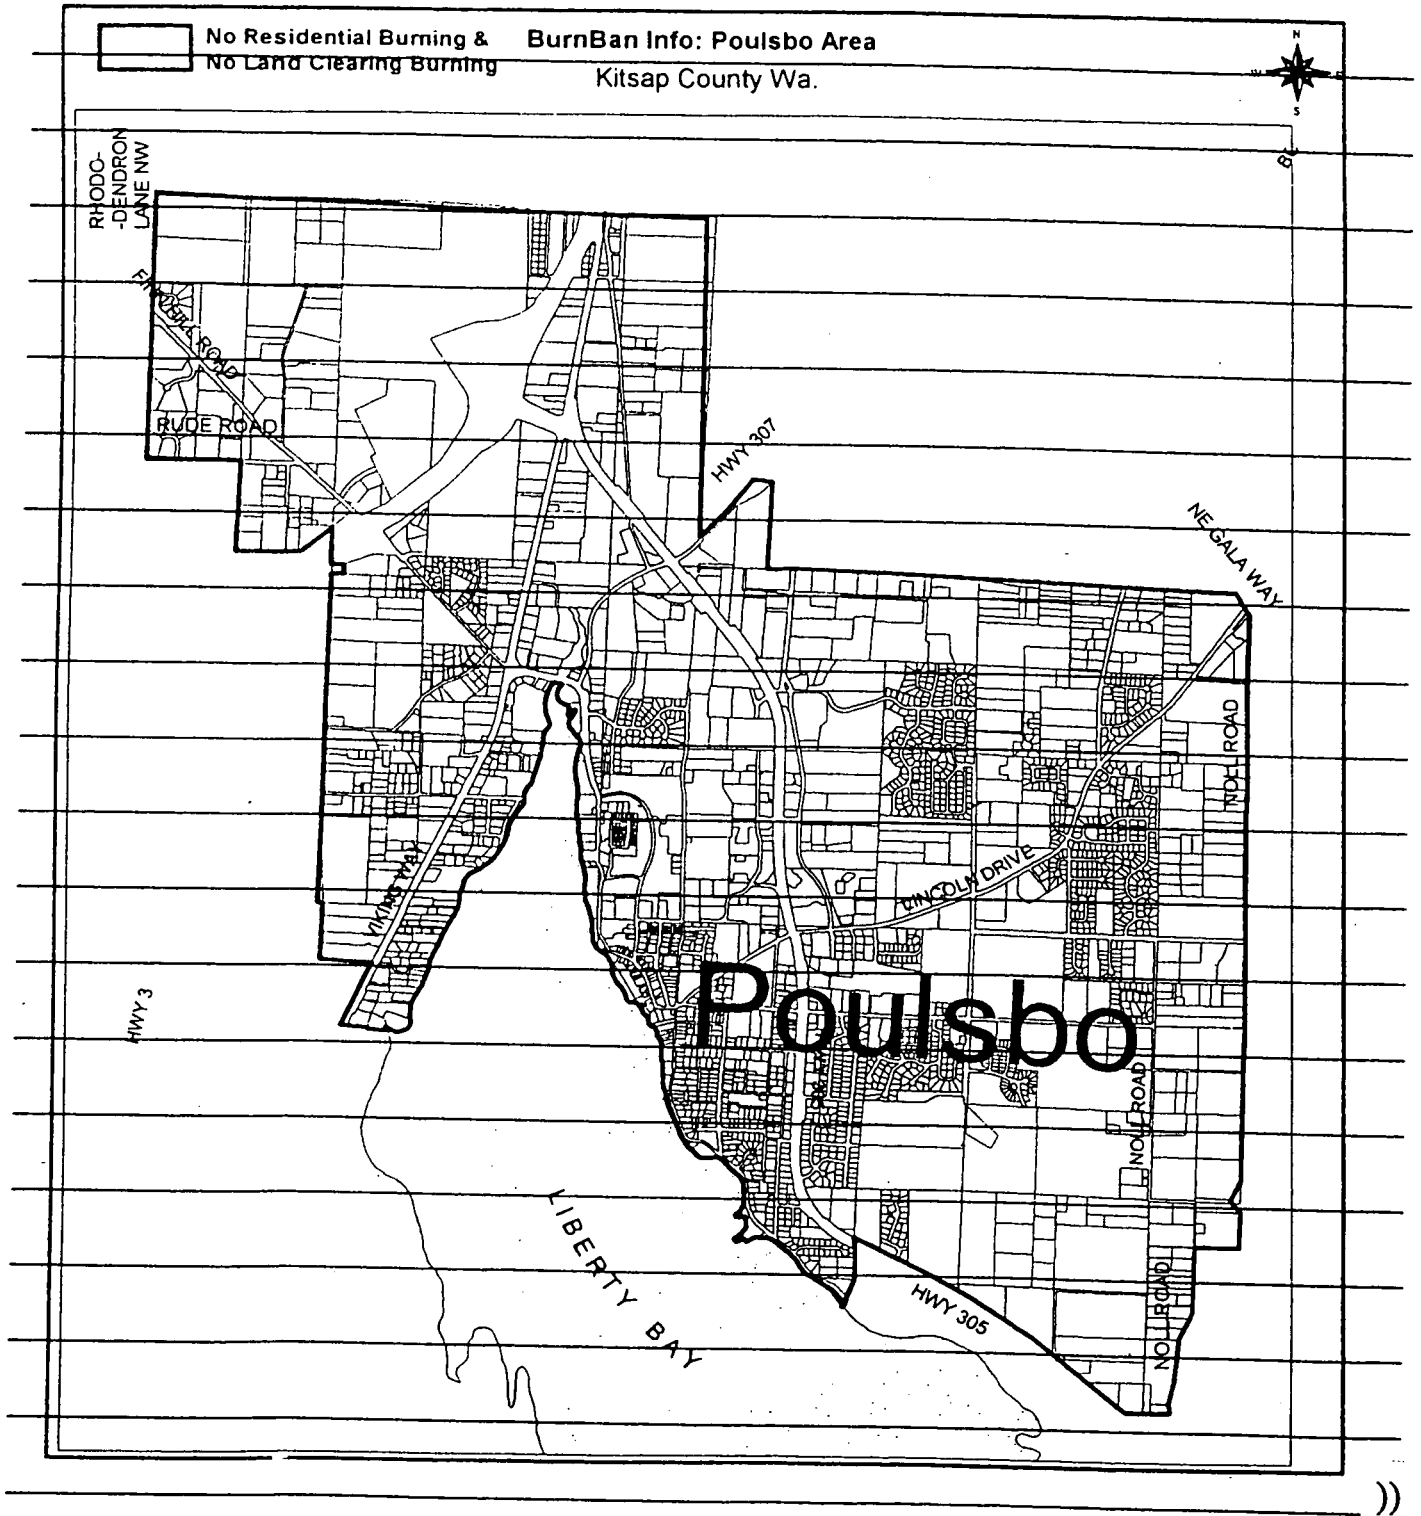 No Residential Burning &
No Land Clearing Burning
BurnBan Info: Poulsbo Area
Kitsap County Wa.
N
W
E
S
RHODO-
-DENDRON
LANE NW
ROAD
RUDE ROAD
HWY 307
NE GALA WAY
NOLL ROAD
LINCOLN DRIVE
VIKING WAY
HWY 3
Poulsbo
NOLL ROAD
LIBERTY BAY
HWY 305
NOLL ROAD
))